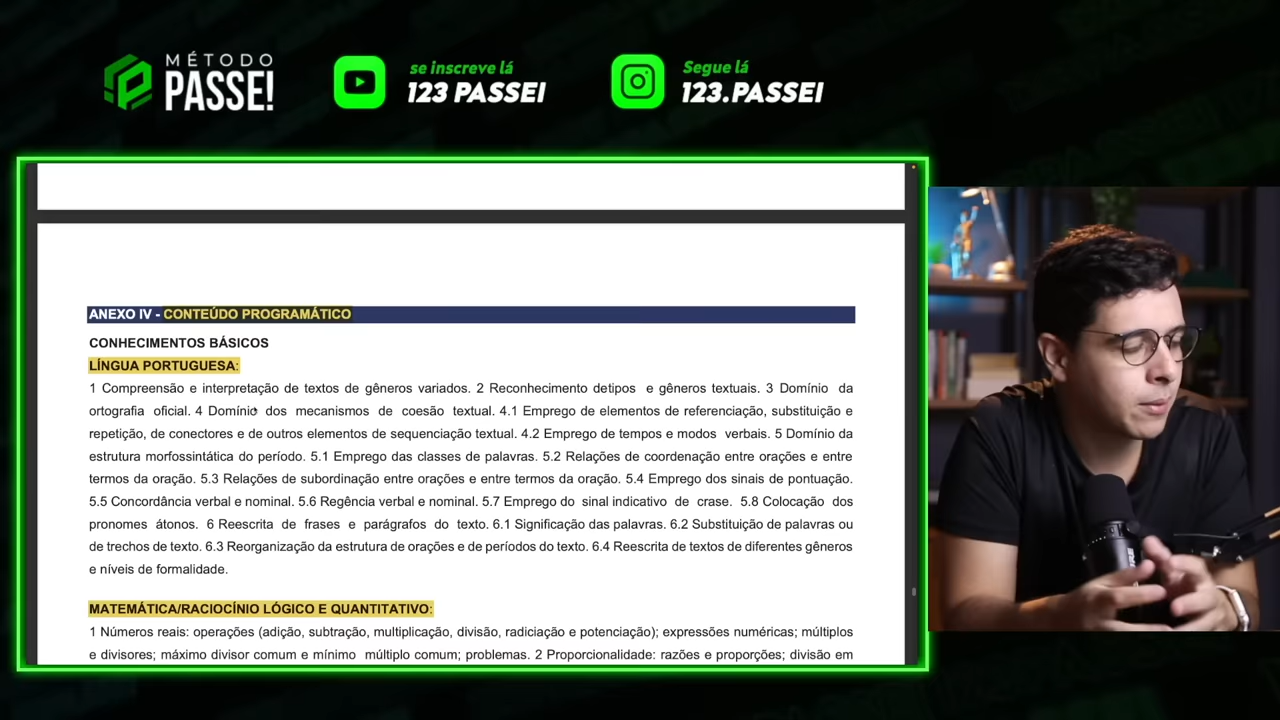 MÉTODO
PASSE!
se inscreve lá
123 PASSEI
Segue lá
123.PASSEI
ANEXO IV - CONTEÚDO PROGRAMÁTICO
CONHECIMENTOS BÁSICOS
LÍNGUA PORTUGUESA:
1 Compreensão e interpretação de textos de gêneros variados. 2 Reconhecimento detipos e gêneros textuais. 3 Domínio da
ortografia oficial. 4 Domínio dos mecanismos de coesão textual. 4.1 Emprego de elementos de referenciação, substituição e
repetição, de conectores e de outros elementos de sequenciação textual. 4.2 Emprego de tempos e modos verbais. 5 Domínio da
estrutura morfossintática do período. 5.1 Emprego das classes de palavras. 5.2 Relações de coordenação entre orações e entre
termos da oração. 5.3 Relações de subordinação entre orações e entre termos da oração. 5.4 Emprego dos sinais de pontuação.
5.5 Concordância verbal e nominal. 5.6 Regência verbal e nominal. 5.7 Emprego do sinal indicativo de crase. 5.8 Colocação dos
pronomes átonos. 6 Reescrita de frases e parágrafos do texto. 6.1 Significação das palavras. 6.2 Substituição de palavras ou
de trechos de texto. 6.3 Reorganização da estrutura de orações e de períodos do texto. 6.4 Reescrita de textos de diferentes gêneros
e níveis de formalidade.
MATEMÁTICA/RACIOCÍNIO LÓGICO E QUANTITATIVO:
1 Números reais: operações (adição, subtração, multiplicação, divisão, radiciação e potenciação); expressões numéricas; múltiplos
e divisores; máximo divisor comum e mínimo múltiplo comum; problemas. 2 Proporcionalidade: razões e proporções; divisão em